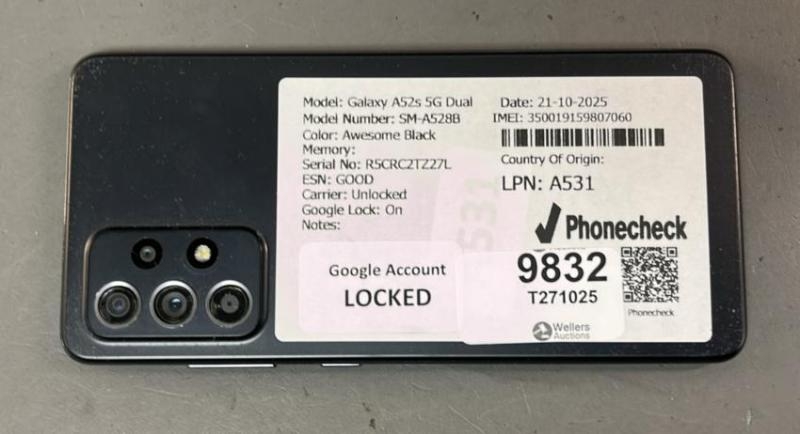 Model: Galaxy A52s 5G Dual
Model Number: SM-A528B
Color: Awesome Black
Memory:
Serial No: R5CRC2TZ27L
ESN: GOOD
Carrier: Unlocked
Google Lock: On
Notes:
Date: 21-10-2025
IMEI: 350019159807060
Country Of Origin:
LPN: A531
Phonecheck
Google Account
LOCKED
9832
T271025
Wellers
Auctions
Phonecheck
531